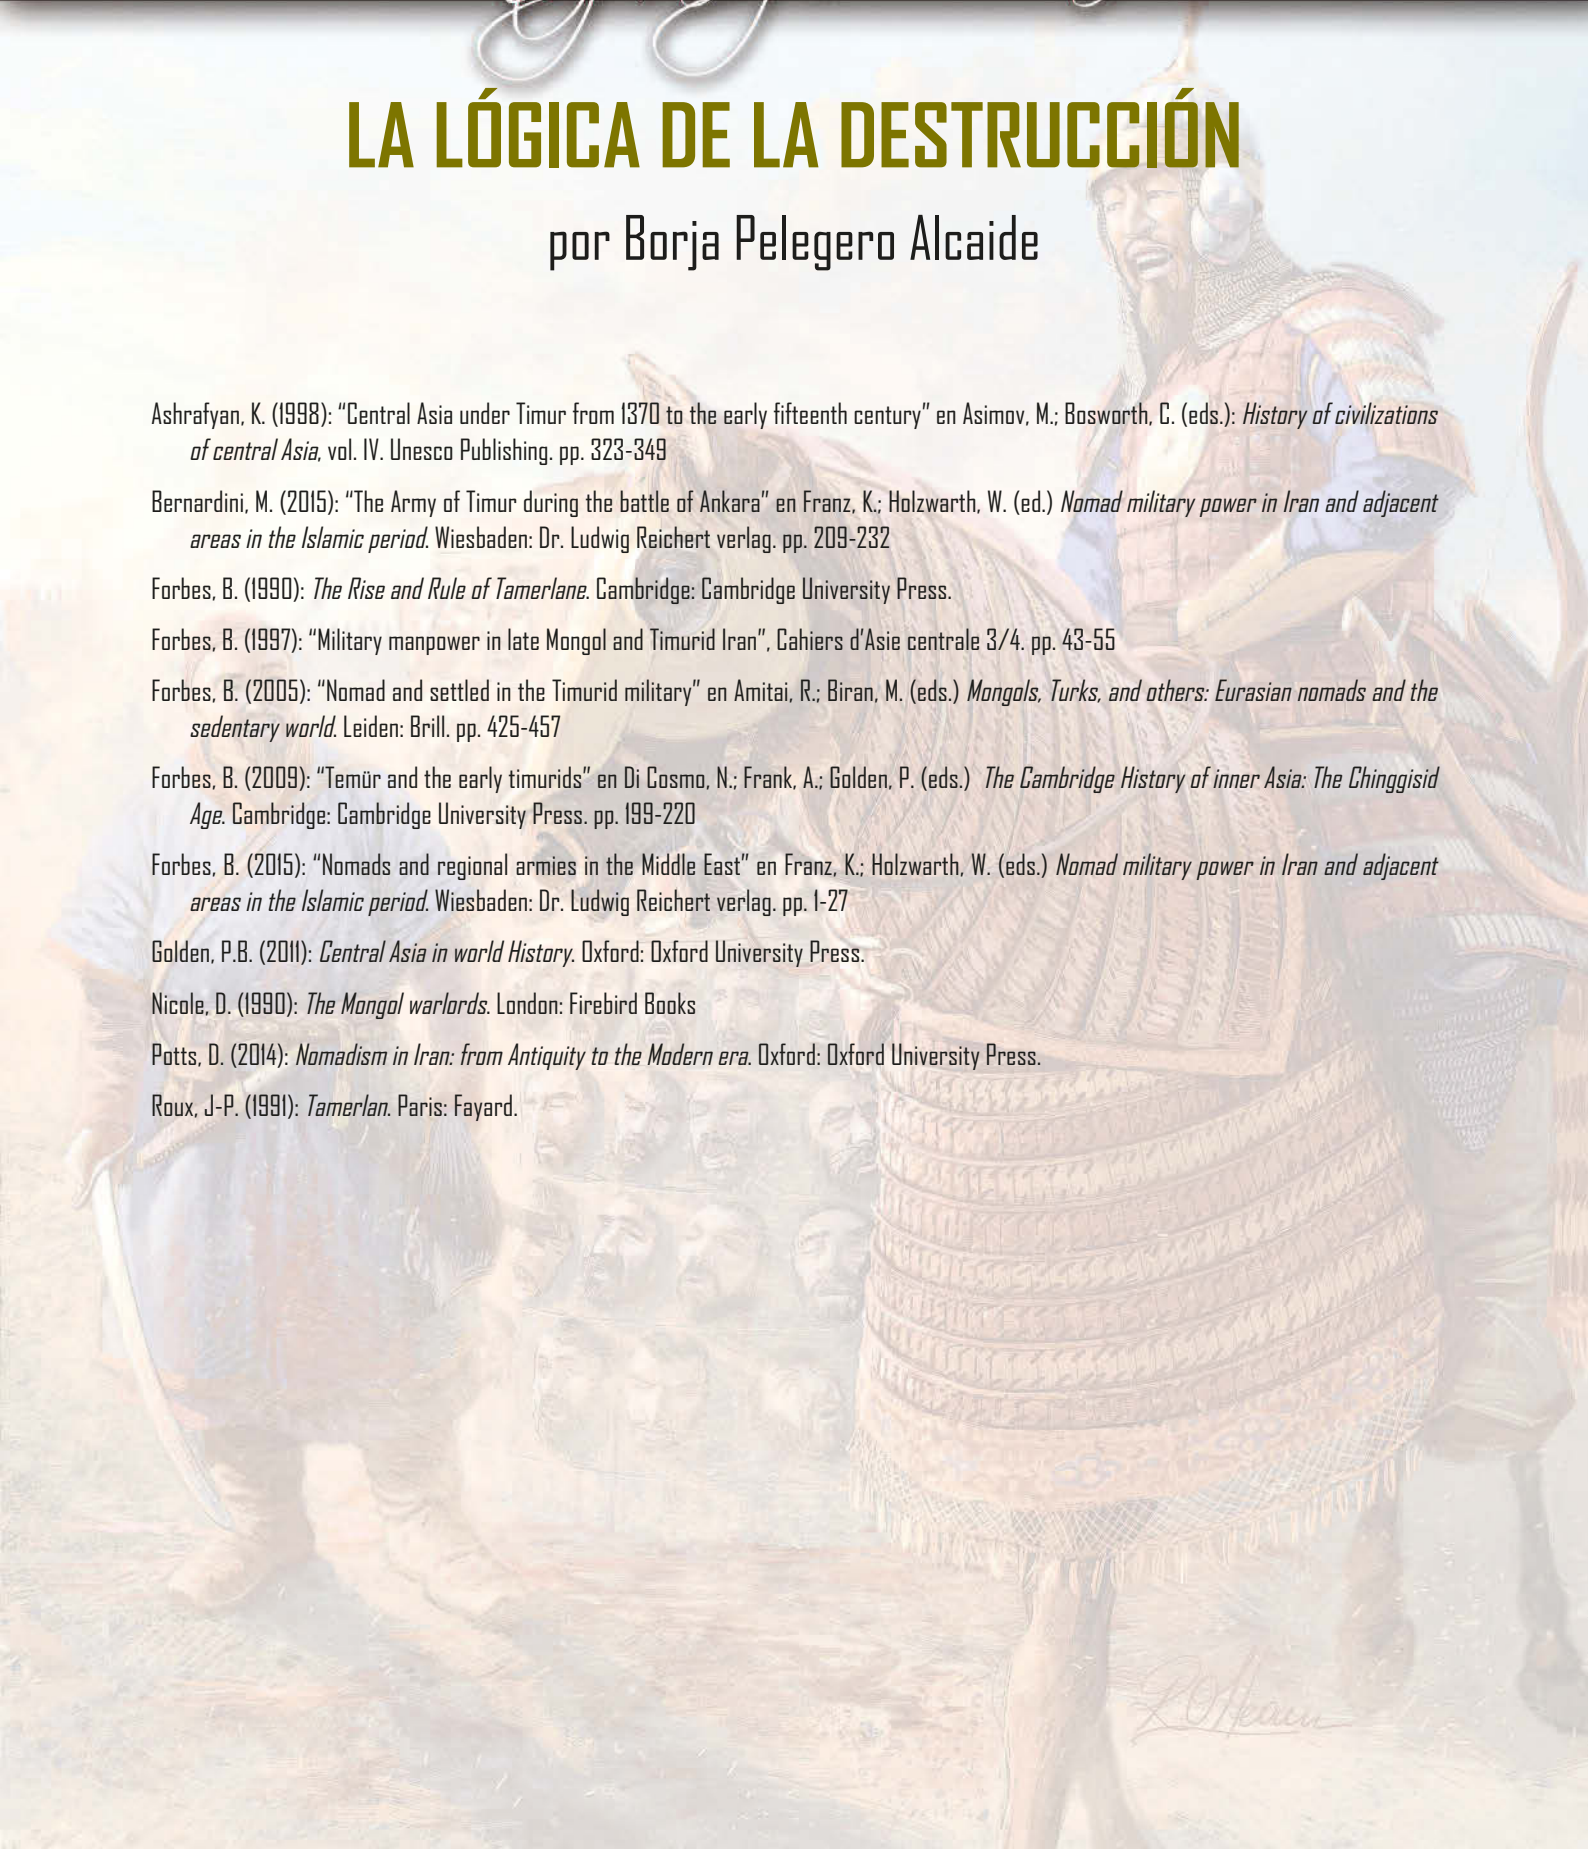 LA LÓGICA DE LA DESTRUCCIÓN
por Borja Pelegero Alcaide
Ashrafyan, K. (1998): “Central Asia under Timur from 1370 to the early fifteenth century” en Asimov, M.; Bosworth, C. (eds.): History of civilizations
of central Asia, vol. IV. Unesco Publishing. pp. 323-349
Bernardini, M. (2015): “The Army of Timur during the battle of Ankara” en Franz, K.; Holzwarth, W. (ed.) Nomad military power in Iran and adjacent
areas in the Islamic period. Wiesbaden: Dr. Ludwig Reichert verlag. pp. 209-232
Forbes, B. (1990): The Rise and Rule of Tamerlane. Cambridge: Cambridge University Press.
Forbes, B. (1997): “Military manpower in late Mongol and Timurid Iran”, Cahiers d’Asie centrale 3/4. pp. 43-55
Forbes, B. (2005): “Nomad and settled in the Timurid military” en Amitai, R.; Biran, M. (eds.) Mongols, Turks, and others: Eurasian nomads and the
sedentary world. Leiden: Brill. pp. 425-457
Forbes, B. (2009): “Temür and the early timurids” en Di Cosmo, N.; Frank, A.; Golden, P. (eds.) The Cambridge History of inner Asia: The Chinggisid
Age. Cambridge: Cambridge University Press. pp. 199-220
Forbes, B. (2015): “Nomads and regional armies in the Middle East” en Franz, K.; Holzwarth, W. (eds.) Nomad military power in Iran and adjacent
areas in the Islamic period. Wiesbaden: Dr. Ludwig Reichert verlag. pp. 1-27
Golden, P.B. (2011): Central Asia in world History. Oxford: Oxford University Press.
Nicole, D. (1990): The Mongol warlords. London: Firebird Books
Potts, D. (2014): Nomadism in Iran: from Antiquity to the Modern era. Oxford: Oxford University Press.
Roux, J-P. (1991): Tamerlan. Paris: Fayard.